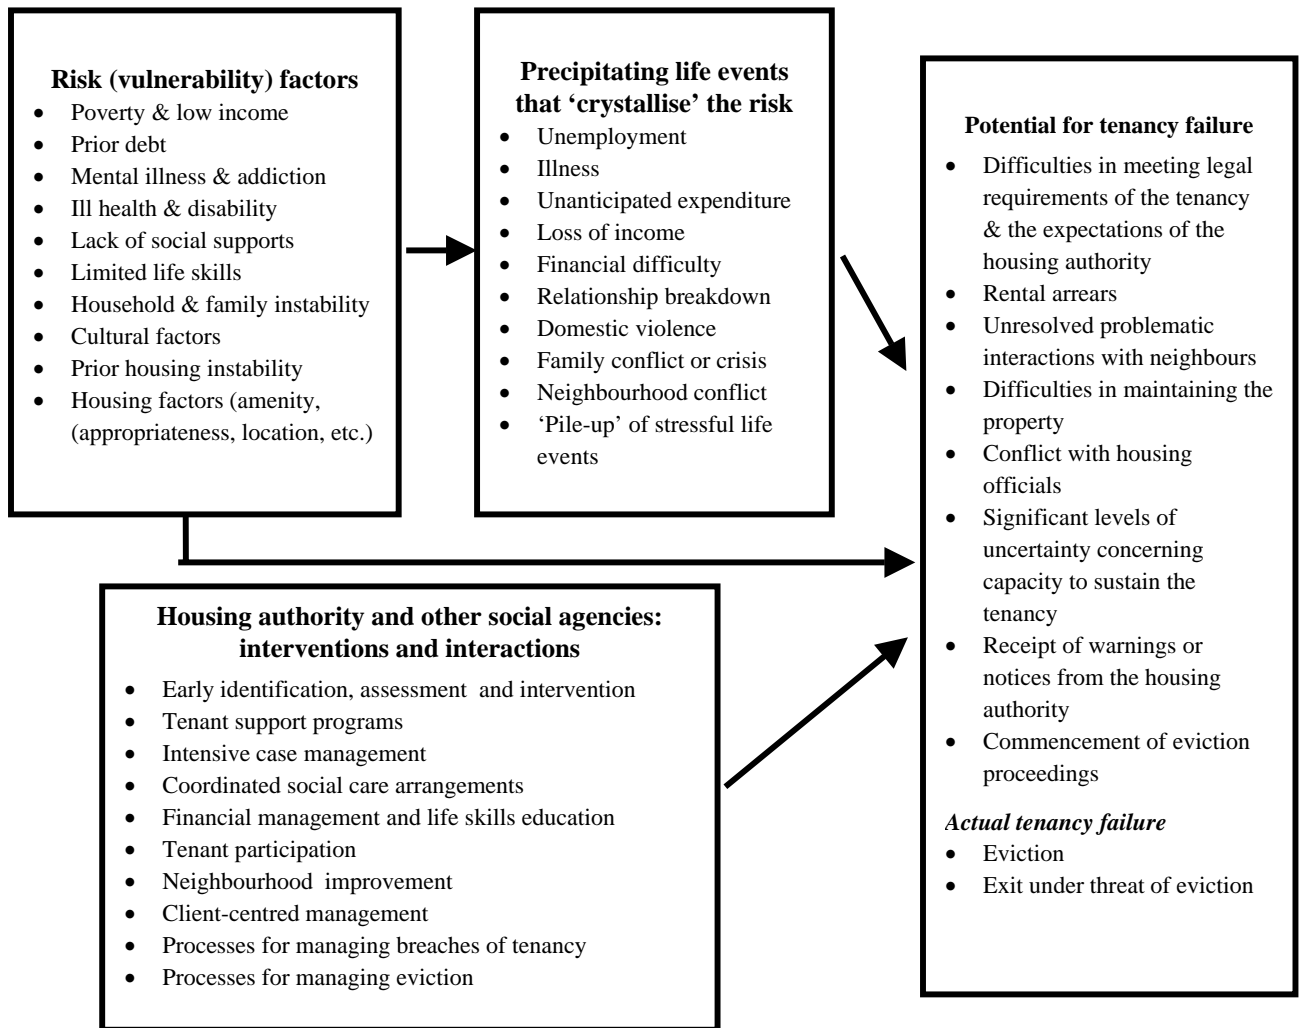 Risk (vulnerability) factors
• Poverty & low income
• Prior debt
• Mental illness & addiction
• Ill health & disability
• Lack of social supports
• Limited life skills
• Household & family instability
• Cultural factors
• Prior housing instability
• Housing factors (amenity,
(appropriateness, location, etc.)
Precipitating life events
that ‘crystallise’ the risk
• Unemployment
• Illness
• Unanticipated expenditure
• Loss of income
• Financial difficulty
• Relationship breakdown
• Domestic violence
• Family conflict or crisis
• Neighbourhood conflict
• ‘Pile-up’ of stressful life
events
Potential for tenancy failure
• Difficulties in meeting legal
requirements of the tenancy
& the expectations of the
housing authority
• Rental arrears
• Unresolved problematic
interactions with neighbours
• Difficulties in maintaining the
property
• Conflict with housing
officials
• Significant levels of
uncertainty concerning
capacity to sustain the
tenancy
• Receipt of warnings or
notices from the housing
authority
• Commencement of eviction
proceedings
Actual tenancy failure
• Eviction
• Exit under threat of eviction
Housing authority and other social agencies:
interventions and interactions
• Early identification, assessment and intervention
• Tenant support programs
• Intensive case management
• Coordinated social care arrangements
• Financial management and life skills education
• Tenant participation
• Neighbourhood improvement
• Client-centred management
• Processes for managing breaches of tenancy
• Processes for managing eviction